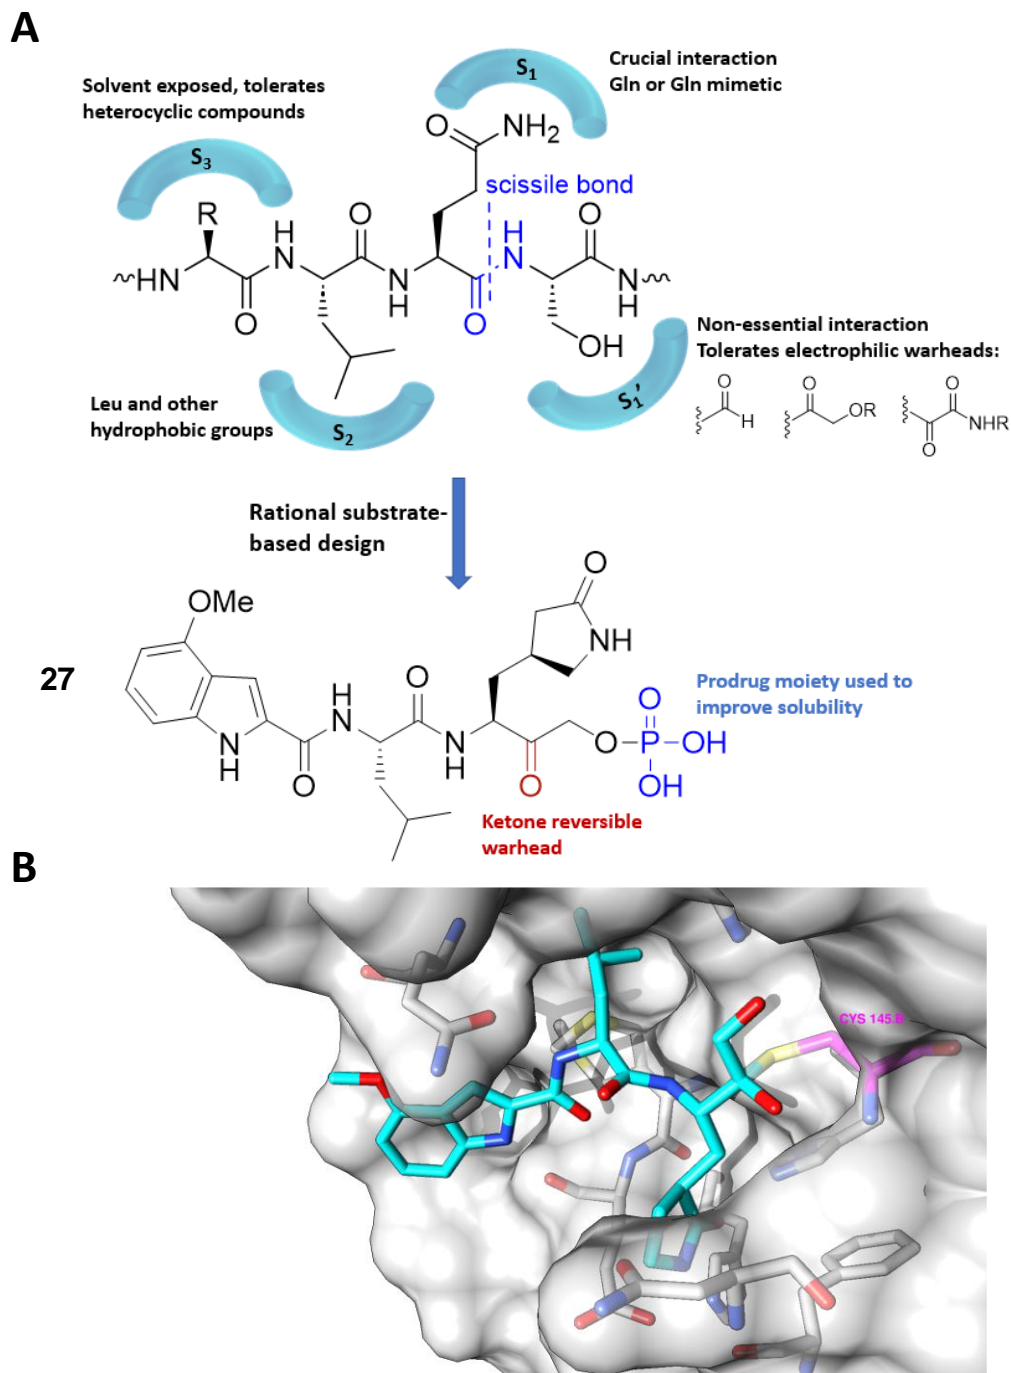 A
Solvent exposed, tolerates
heterocyclic compounds
S1
Crucial interaction
Gln or Gln mimetic
O
NH2
S3
scissile bond
R
H
N
O
H
N
O
HN
O
N
H
O
N
H
OH
Non-essential interaction
Tolerates electrophilic warheads:
S1'
O
H
O
OR
O
NHR
O
Leu and other
hydrophobic groups
S2
Rational substrate-
based design
O
OMe
NH
27
H
N
O
Prodrug moiety used to
improve solubility
O
N
H
O
N
H
O
O
P
OH
OH
Ketone reversible
warhead
B
CYS 145.B